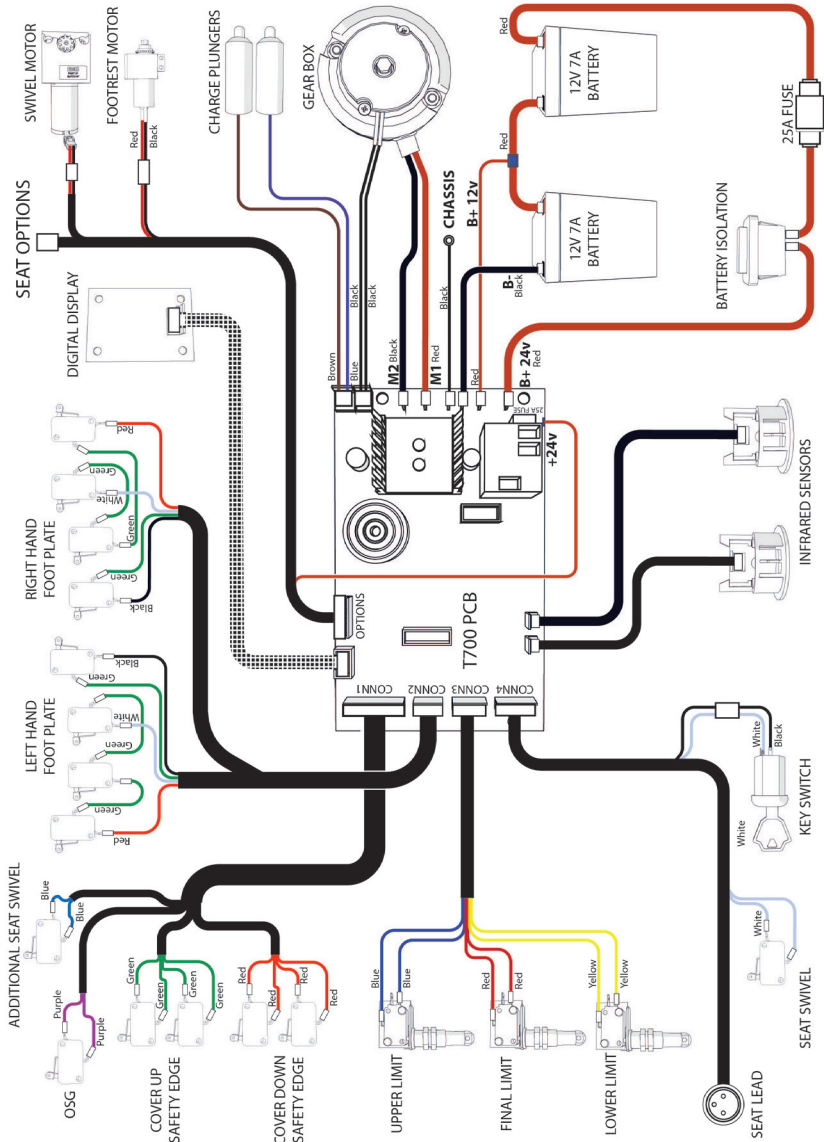 SWIVEL MOTOR
FOOTREST MOTOR
Red
Black
SEAT OPTIONS
CHARGE PLUNGERS
GEAR BOX
Red
12V 7A
BATTERY
25A FUSE
Red
12V 7A
BATTERY
BATTERY ISOLATION
DIGITAL DISPLAY
Brown
Blue
Black
Black
M2 Black
M1 Red
Black
CHASSIS
B-
Black
B+ 12v
Red
B+ 24v
Red
25A FUSE
+24v
RIGHT HAND
FOOT PLATE
Red
Green
White
Green
Green
Black
LEFT HAND
FOOT PLATE
Black
Green
White
Green
Green
Red
OPTIONS
T700 PCB
CONN1
CONN2
CONN3
CONN4
INFRARED SENSORS
ADDITIONAL SEAT SWIVEL
Blue
Blue
OSG
Purple
Purple
COVER UP
SAFETY EDGE
Green
Green
Green
Green
COVER DOWN
SAFETY EDGE
Red
Red
Red
Red
UPPER LIMIT
Blue
Blue
FINAL LIMIT
Red
Red
LOWER LIMIT
Yellow
Yellow
KEY SWITCH
White
White
Black
SEAT SWIVEL
White
SEAT LEAD